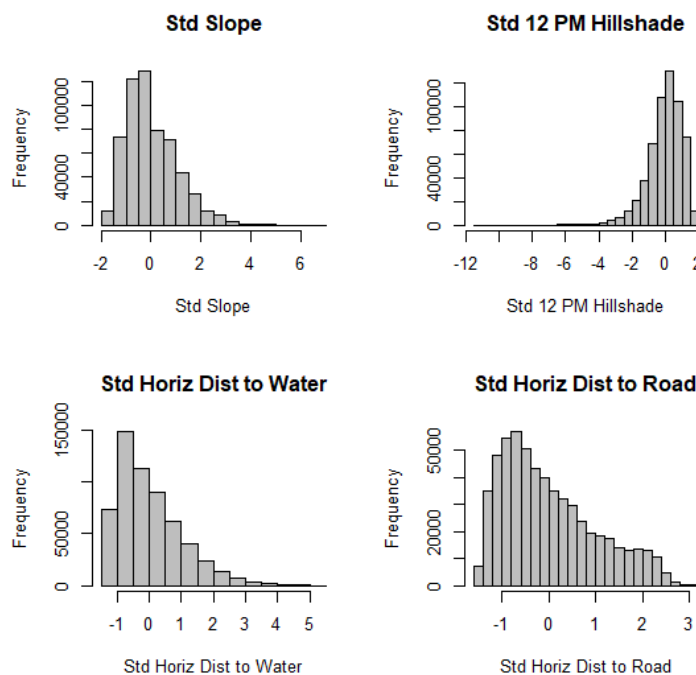 Std Slope
Frequency
0
40000
100000
-2 0 2 4 6
Std Slope
Std 12 PM Hillshade
Frequency
0
40000
100000
-12 -8 -6 -4 -2 0 2
Std 12 PM Hillshade
Std Horiz Dist to Water
Frequency
0
50000
150000
-1 0 1 2 3 4 5
Std Horiz Dist to Water
Std Horiz Dist to Road
Frequency
0
20000
50000
-1 0 1 2 3
Std Horiz Dist to Road